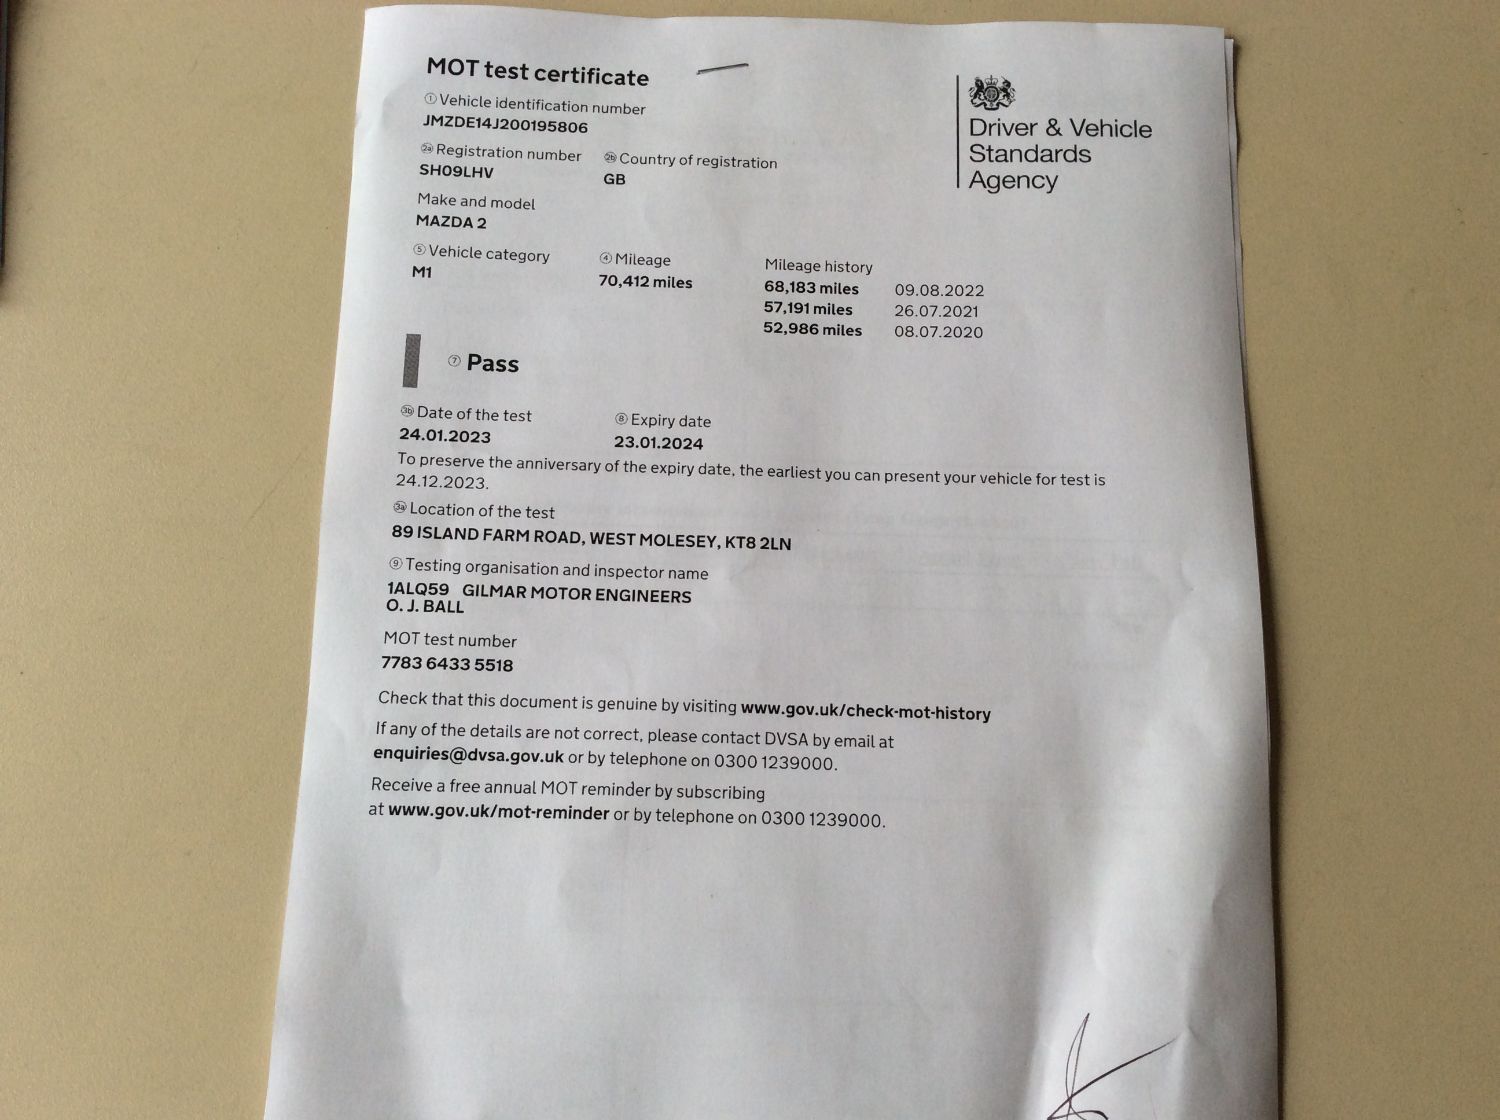 MOT test certificate
① Vehicle identification number
JMZDE14J200195806
2a Registration number 2b Country of registration
SH09LHV GB
Make and model
MAZDA 2
⑤ Vehicle category ④ Mileage Mileage history
M1 70,412 miles 68,183 miles 09.08.2022
57,191 miles 26.07.2021
52,986 miles 08.07.2020
⑦ Pass
3b Date of the test ⑧ Expiry date
24.01.2023 23.01.2024
To preserve the anniversary of the expiry date, the earliest you can present your vehicle for test is
24.12.2023.
3a Location of the test
89 ISLAND FARM ROAD, WEST MOLESEY, KT8 2LN
⑨ Testing organisation and inspector name
1ALQ59 GILMAR MOTOR ENGINEERS
O. J. BALL
MOT test number
7783 6433 5518
Check that this document is genuine by visiting www.gov.uk/check-mot-history
If any of the details are not correct, please contact DVSA by email at
enquiries@dvsa.gov.uk or by telephone on 0300 1239000.
Receive a free annual MOT reminder by subscribing
at www.gov.uk/mot-reminder or by telephone on 0300 1239000.
Driver & Vehicle
Standards
Agency